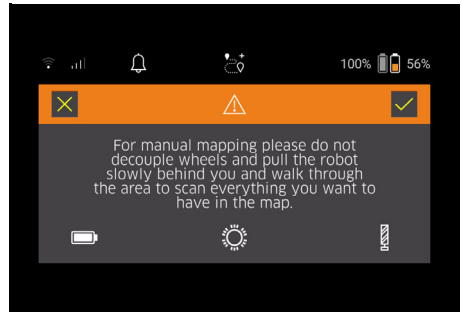 100% 56%
For manual mapping please do not
decouple wheels and pull the robot
slowly behind you and walk through
the area to scan everything you want to
have in the map.